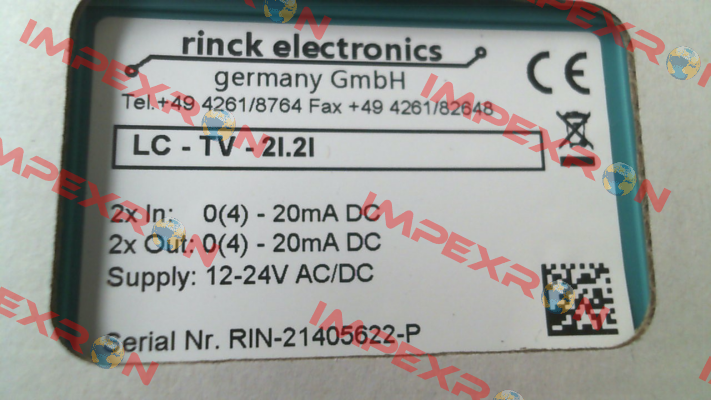 rinck electronics
germany GmbH
Tel.+49 4261/8764 Fax +49 4261/82648
LC - TV - 2I.2I
2x In: 0(4) - 20mA DC
2x Out: 0(4) - 20mA DC
Supply: 12-24V AC/DC
Serial Nr. RIN-21405622-P
CE
IMPEXRON
IMPEXRON
IMPEXRON
IMPEXRON
IMPEXRON